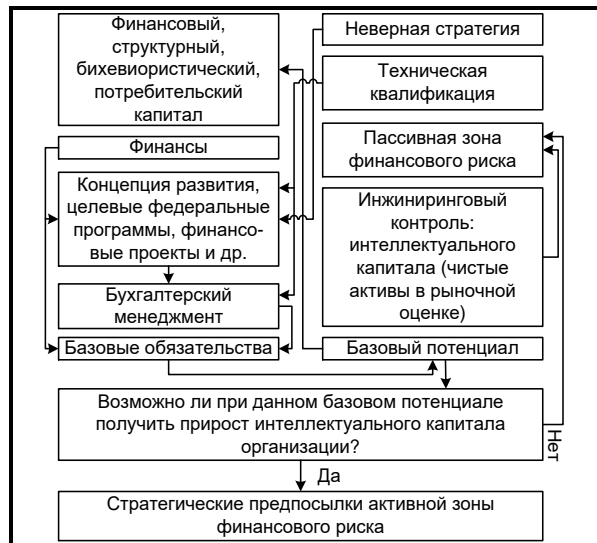 Финансовый,
структурный,
бихевиористический,
потребительский
капитал
Финансы
Концепция развития,
целевые федеральные
программы, финансо-
вые проекты и др.
Бухгалтерский
менеджмент
Базовые обязательства
Неверная стратегия
Техническая
квалификация
Пассивная зона
финансового риска
Инжиниринговый
контроль:
интеллектуального
капитала (чистые
активы в рыночной
оценке)
Базовый потенциал
Возможно ли при данном базовом потенциале
получить прирост интеллектуального капитала
организации?
Нет
Да
Стратегические предпосылки активной зоны
финансового риска